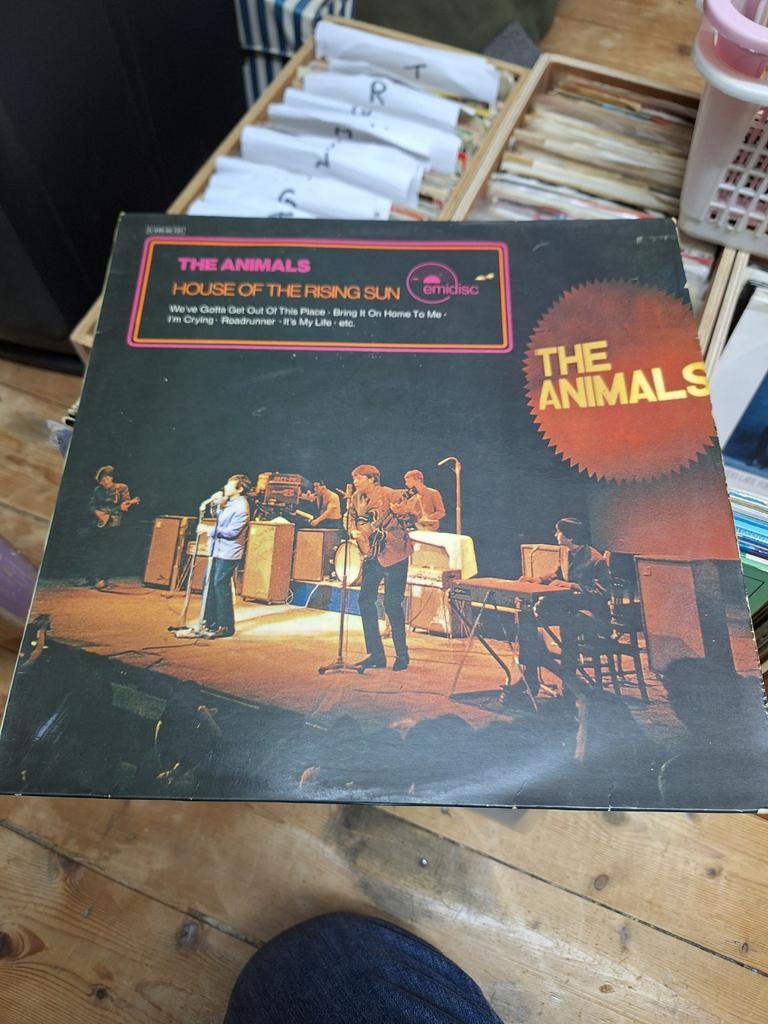 T
R
THE ANIMALS
HOUSE OF THE RISING SUN
emidisc
We've Gotta Get Out Of This Place · Bring It On Home To Me ·
I'm Crying · Roadrunner · It's My Life · etc.
THE
ANIMALS